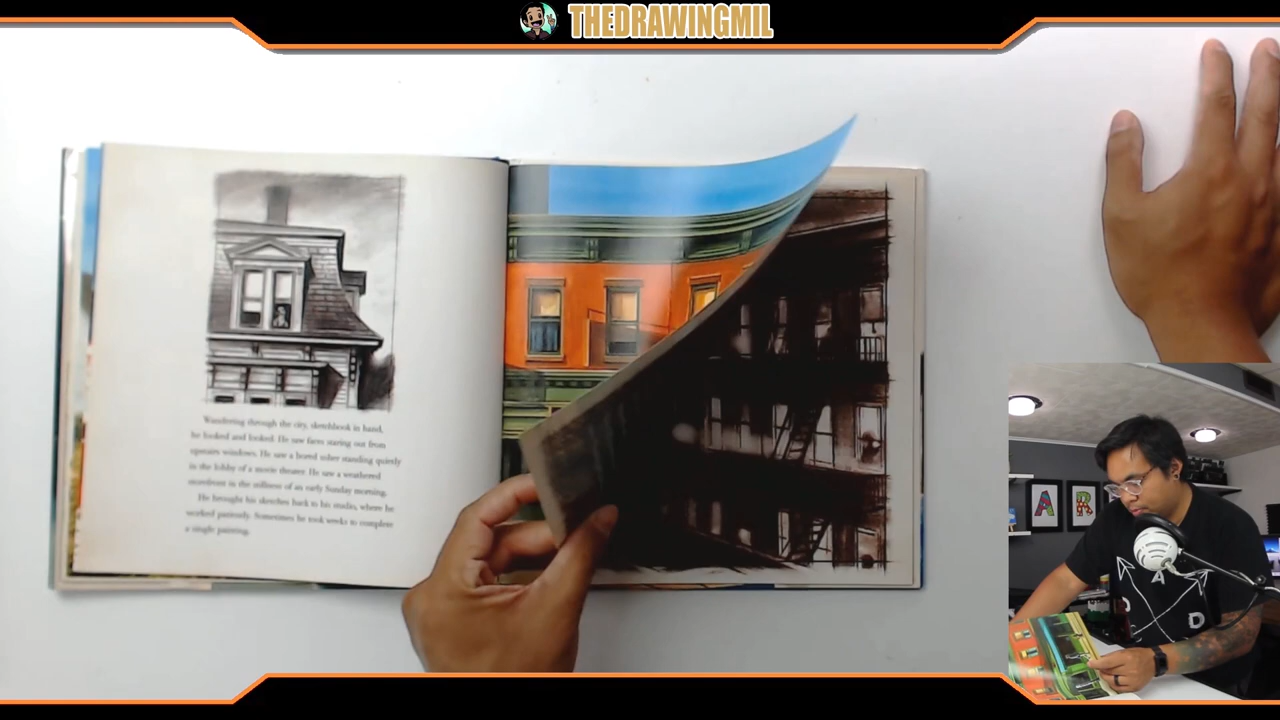 THEDRAWINGMIL
Wandering through the city, sketchbook in hand,
he looked and looked. He saw faces staring out from
upstairs windows. He saw a bored usher standing quietly
in the lobby of a movie theater. He saw a weathered
storefront in the stillness of an early Sunday morning.
He brought his sketches back to his studio, where he
worked patiently. Sometimes he took weeks to complete
a single painting.
A R
A
D D